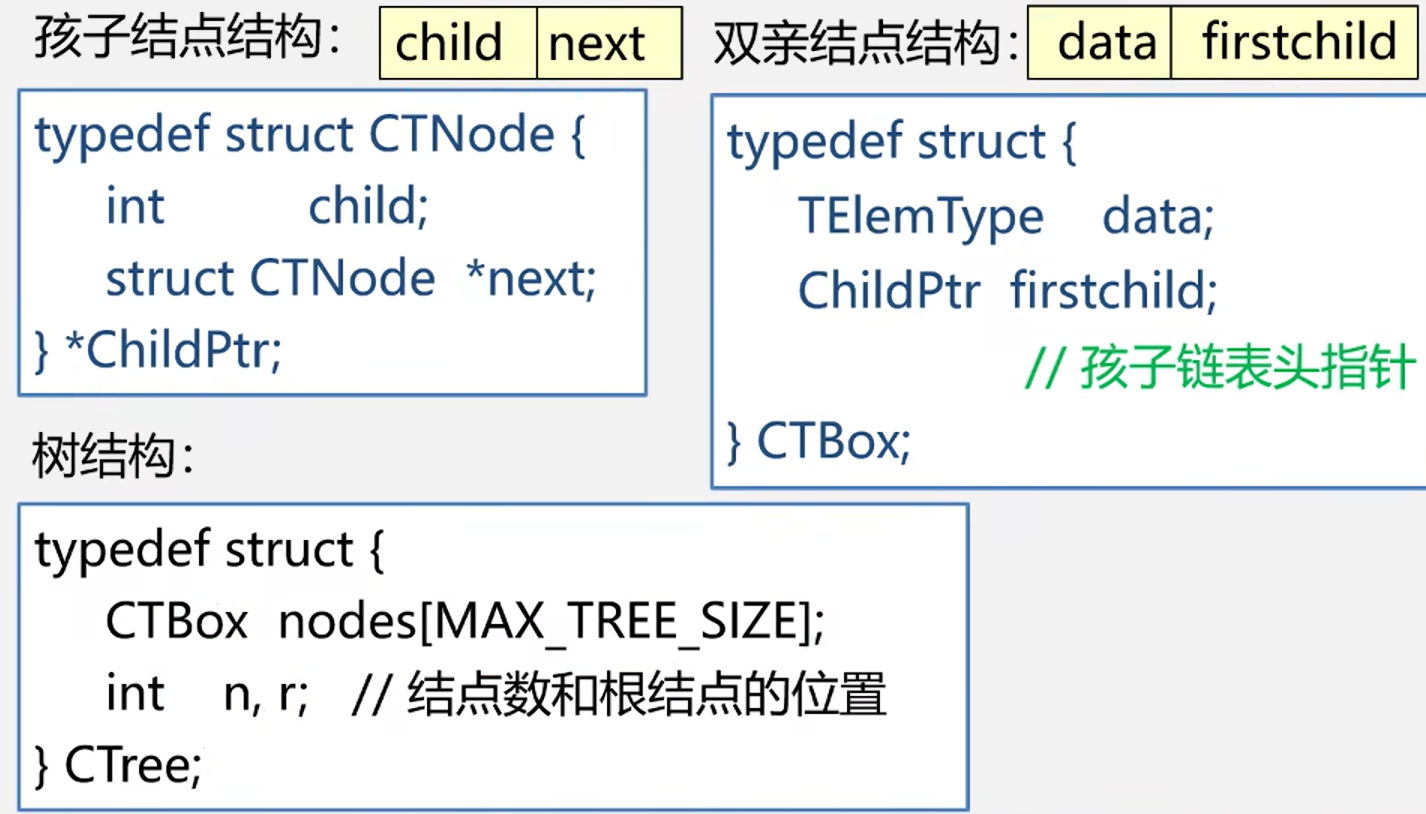 孩子结点结构： child next
typedef struct CTNode {
int child;
struct CTNode *next;
} *ChildPtr;
双亲结点结构： data firstchild
typedef struct {
TElemType data;
ChildPtr firstchild;
// 孩子链表头指针
} CTBox;
树结构：
typedef struct {
CTBox nodes[MAX_TREE_SIZE];
int n, r; // 结点数和根结点的位置
} CTree;